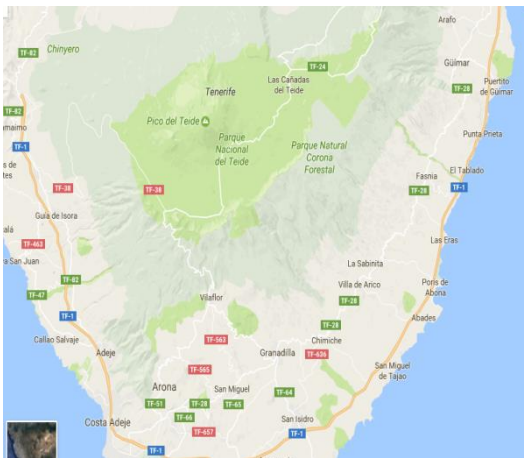 Arafo
TF-82
Chinyero
Güímar
TF-24
Las Cañadas
del Teide
Puertito
de Güímar
TF-28
Tenerife
TF-82
Pico del Teide
Punta Prieta
Parque
Nacional
del Teide
Parque Natural
Corona
Forestal
TF-1
El Tablado
Fasnia
TF-28
TF-1
TF-38
TF-38
Guía de Isora
TF-463
Las Eras
San Juan
La Sabinita
TF-82
Villa de Arico
Porís de
Abona
TF-47
Vilaflor
TF-28
TF-1
TF-28
Abades
Callao Salvaje
TF-563
Chimiche
Adeje
Granadilla
TF-636
TF-565
San Miguel
de Tajao
Arona
San Miguel
TF-64
TF-51
TF-28
TF-65
TF-66
Costa Adeje
San Isidro
TF-657
TF-1
TF-1